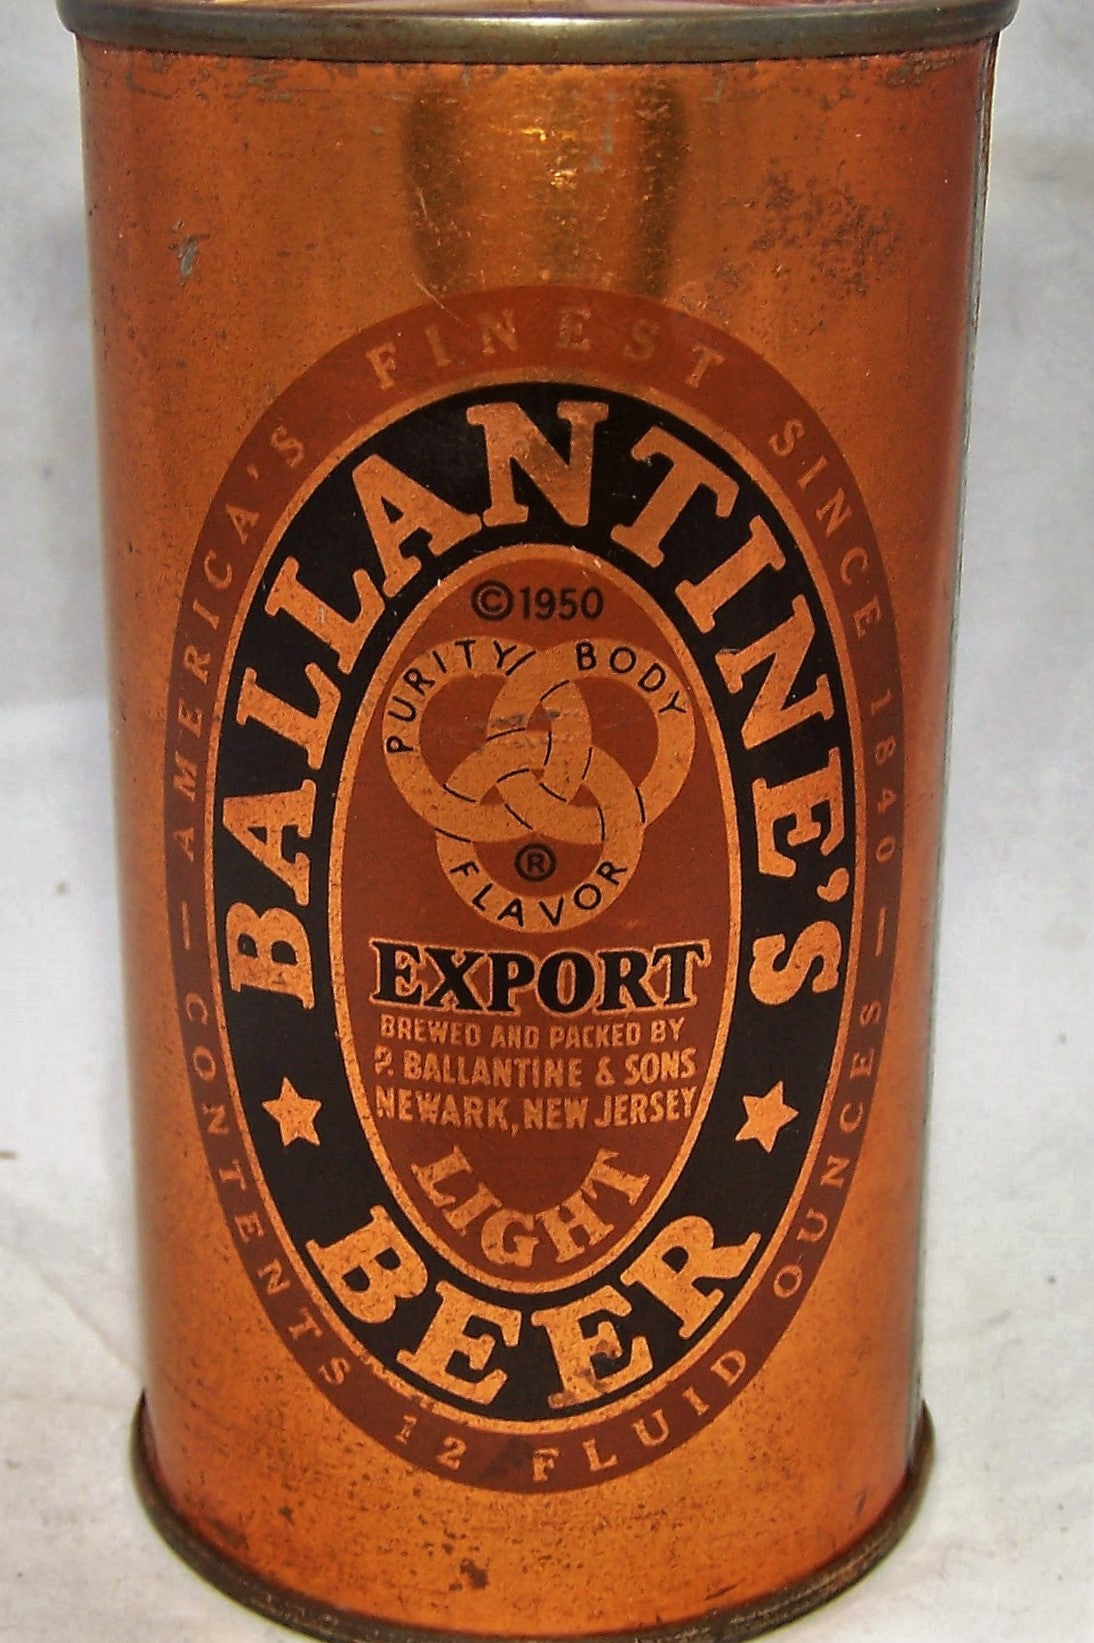 AMERICA'S FINEST SINCE 1840
BALLANTINE'S
© 1950
PURITY BODY
FLAVOR
®
EXPORT
BREWED AND PACKED BY
P. BALLANTINE & SONS
NEWARK, NEW JERSEY
LIGHT
BEER
— CONTENTS 12 FLUID OUNCES —